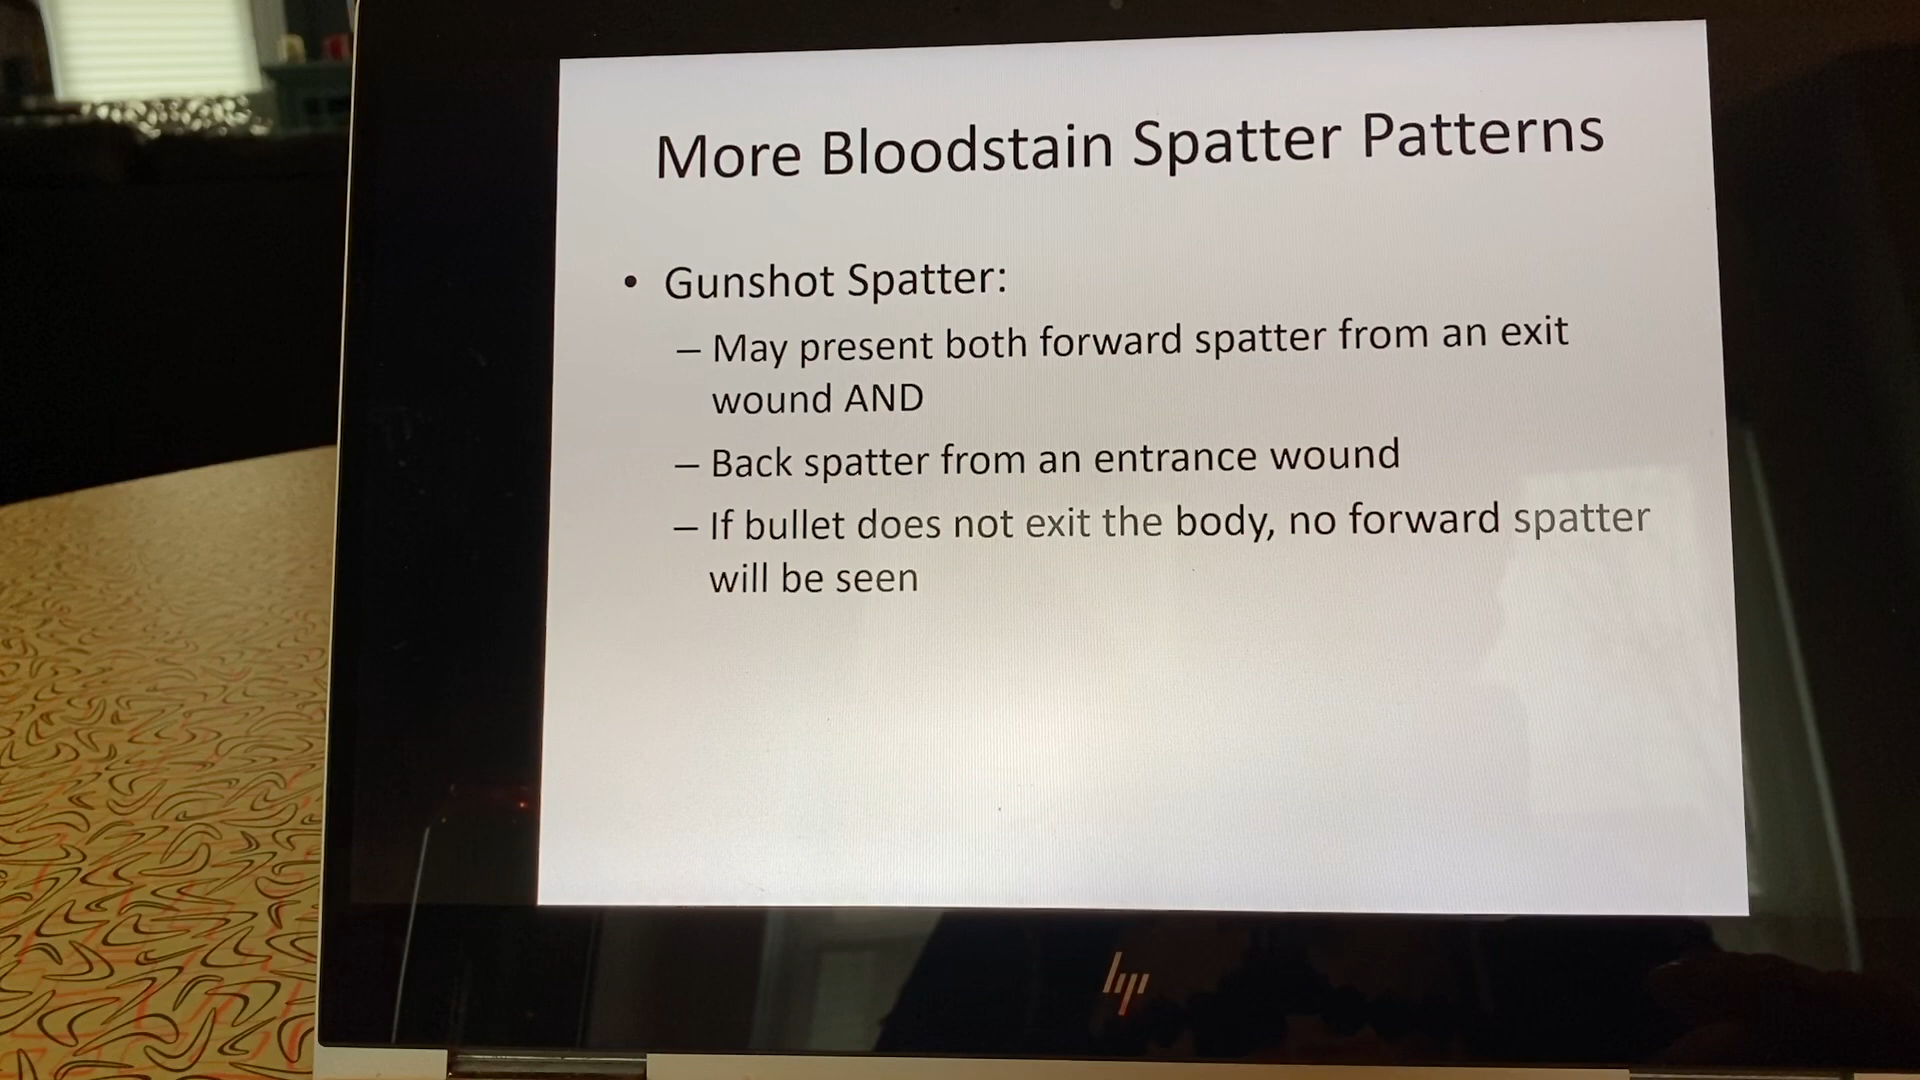 More Bloodstain Spatter Patterns
• Gunshot Spatter:
– May present both forward spatter from an exit
wound AND
– Back spatter from an entrance wound
– If bullet does not exit the body, no forward spatter
will be seen
hp